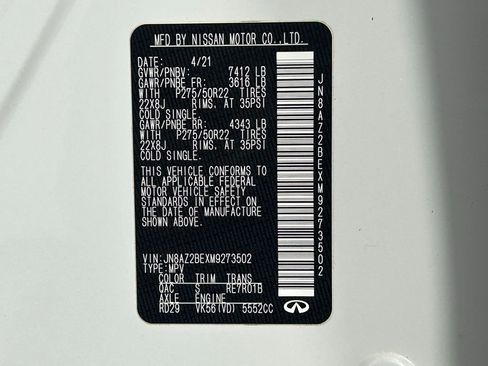 MFD BY NISSAN MOTOR CO.,LTD.
DATE: 4/21
GVWR/PNBV: 7412 LB
GAWR/PNBE FR: 3616 LB
WITH P275/50R22 TIRES
22X8J RIMS. AT 35PSI
COLD SINGLE.
GAWR/PNBE RR: 4343 LB
WITH P275/50R22 TIRES
22X8J RIMS. AT 35PSI
COLD SINGLE.
THIS VEHICLE CONFORMS TO
ALL APPLICABLE FEDERAL
MOTOR VEHICLE SAFETY
STANDARDS IN EFFECT ON
THE DATE OF MANUFACTURE
SHOWN ABOVE.
VIN: JN8AZ2BEXM9273502
TYPE: MPV
COLOR TRIM TRANS
QAC S RE7R01B
AXLE ENGINE
RD29 VK56(VD) 5552CC
JN8AZ2BEXM9273502